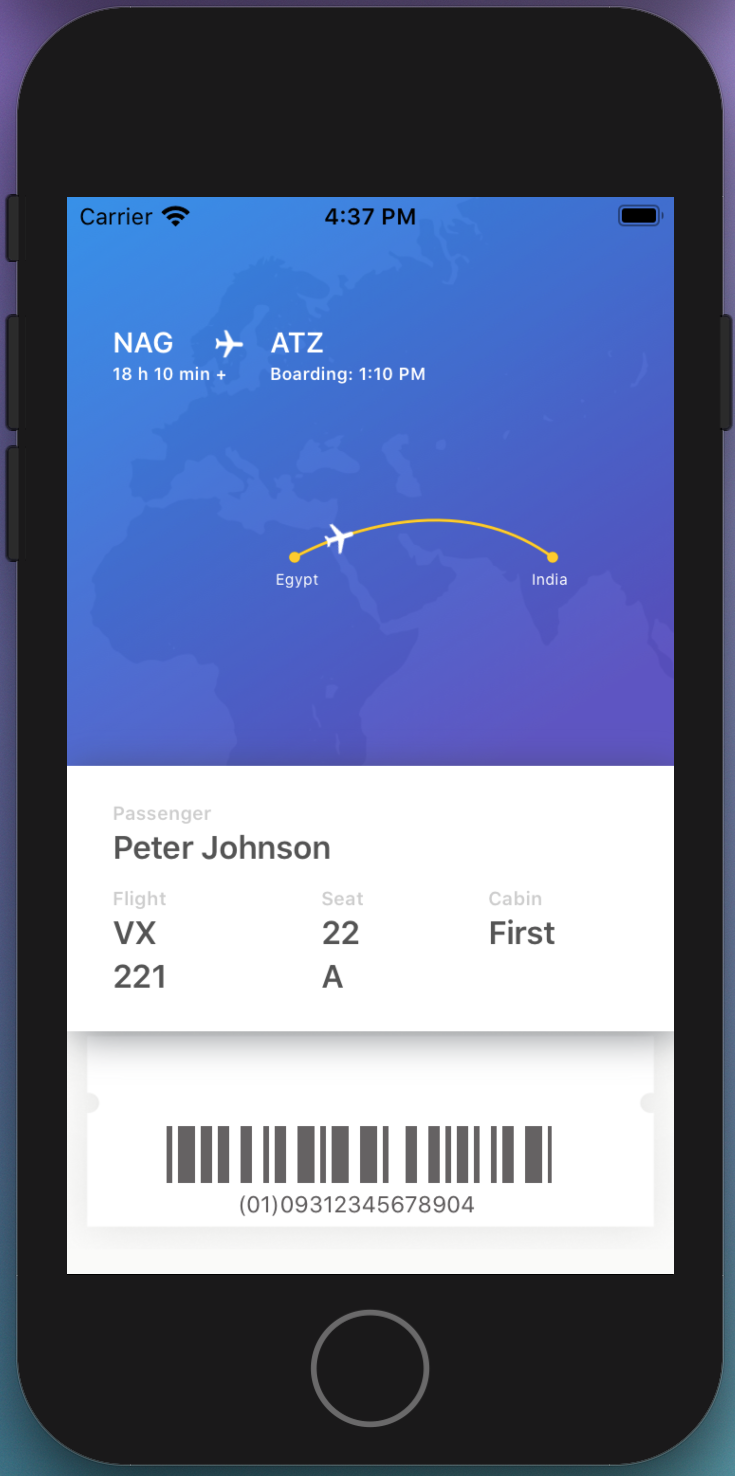 Carrier 4:37 PM
NAG ATZ
18 h 10 min + Boarding: 1:10 PM
Egypt India
Passenger
Peter Johnson
Flight Seat Cabin
VX 22 First
221 A
(01)09312345678904